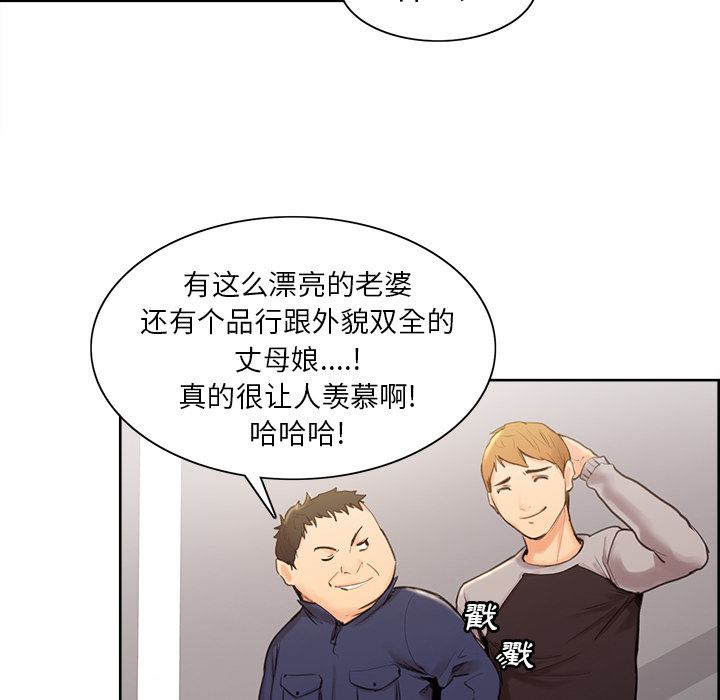 有这么漂亮的老婆
还有个品行跟外貌双全的
丈母娘....!
真的很让人羡慕啊!
哈哈哈!
戳
戳